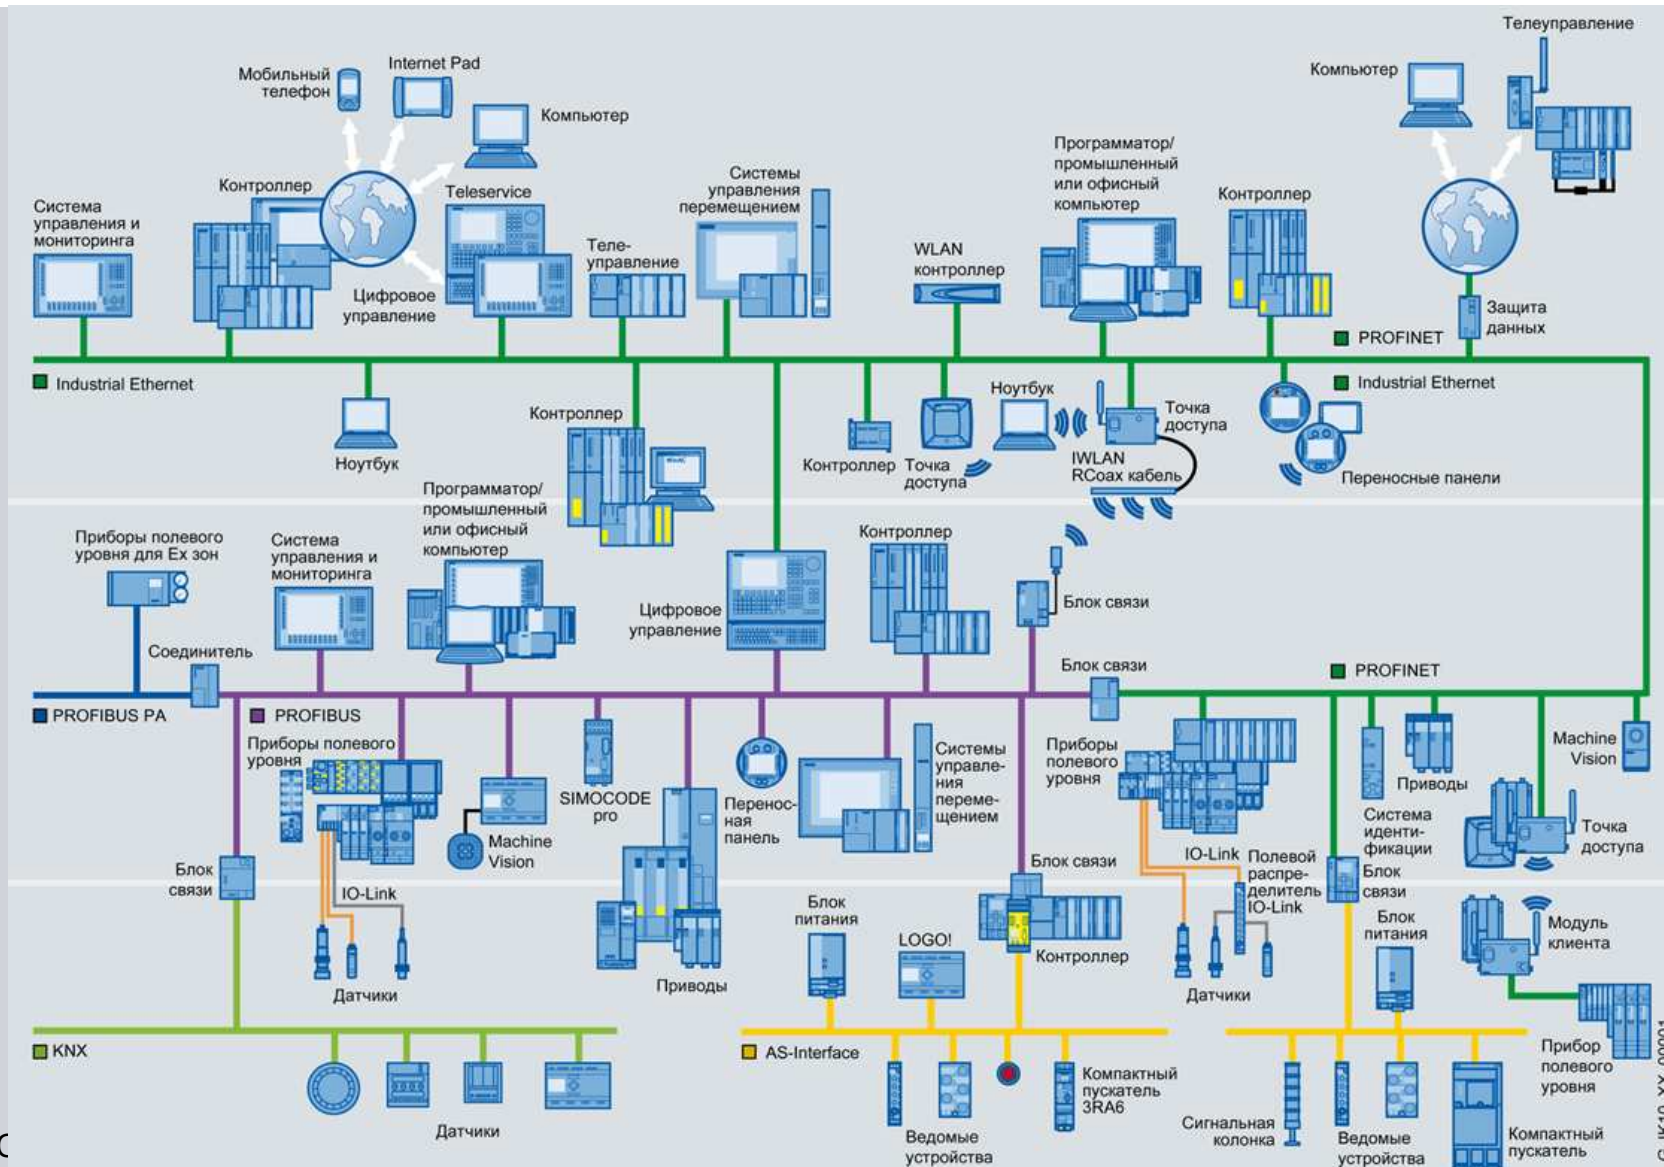 Телеуправление
Мобильный
телефон
Internet Pad
Компьютер
Компьютер
Система
управления и
мониторинга
Контроллер
Teleservice
Цифровое
управление
Теле-
управление
Системы
управления
перемещением
WLAN
контроллер
Программатор/
промышленный
или офисный
компьютер
Контроллер
Защита
данных
PROFINET
Industrial Ethernet
Industrial Ethernet
Ноутбук
Контроллер
Контроллер
Точка
доступа
Ноутбук
IWLAN
RCoax кабель
Точка
доступа
Переносные панели
Приборы полевого
уровня для Ex зон
Система
управления и
мониторинга
Программатор/
промышленный
или офисный
компьютер
Цифровое
управление
Контроллер
Блок связи
Соединитель
Блок связи
PROFINET
PROFIBUS PA
PROFIBUS
Приборы полевого
уровня
Machine
Vision
SIMOCODE
pro
Перенос-
ная
панель
Системы
управле-
ния
переме-
щением
Приборы
полевого
уровня
Приводы
Machine
Vision
Система
иденти-
фикации
Точка
доступа
Блок
связи
IO-Link
Датчики
Приводы
Блок
питания
LOGO!
Блок связи
Контроллер
IO-Link
Полевой
распре-
делитель
IO-Link
Датчики
Блок
связи
Блок
питания
Модуль
клиента
Прибор
полевого
уровня
KNX
Датчики
AS-Interface
Ведомые
устройства
Компактный
пускатель
3RA6
Сигнальная
колонка
Ведомые
устройства
Компактный
пускатель